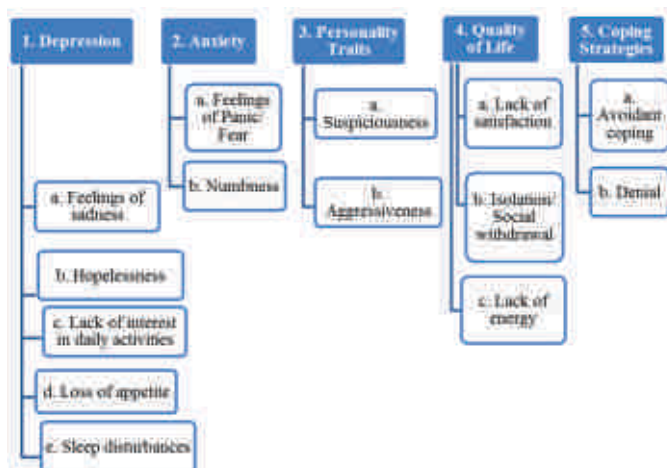 1. Depression
a. Feelings of
sadness
b. Hopelessness
c. Lack of interest
in daily activities
d. Loss of appetite
e. Sleep disturbances
2. Anxiety
a. Feelings
of Panic/
Fear
b. Numbness
3. Personality
Traits
a.
Suspiciousness
b.
Aggressiveness
4. Quality
of Life
a. Lack of
satisfaction
b. Isolation/
Social
withdrawal
c. Lack of
energy
5. Coping
Strategies
a.
Avoidant
coping
b. Denial